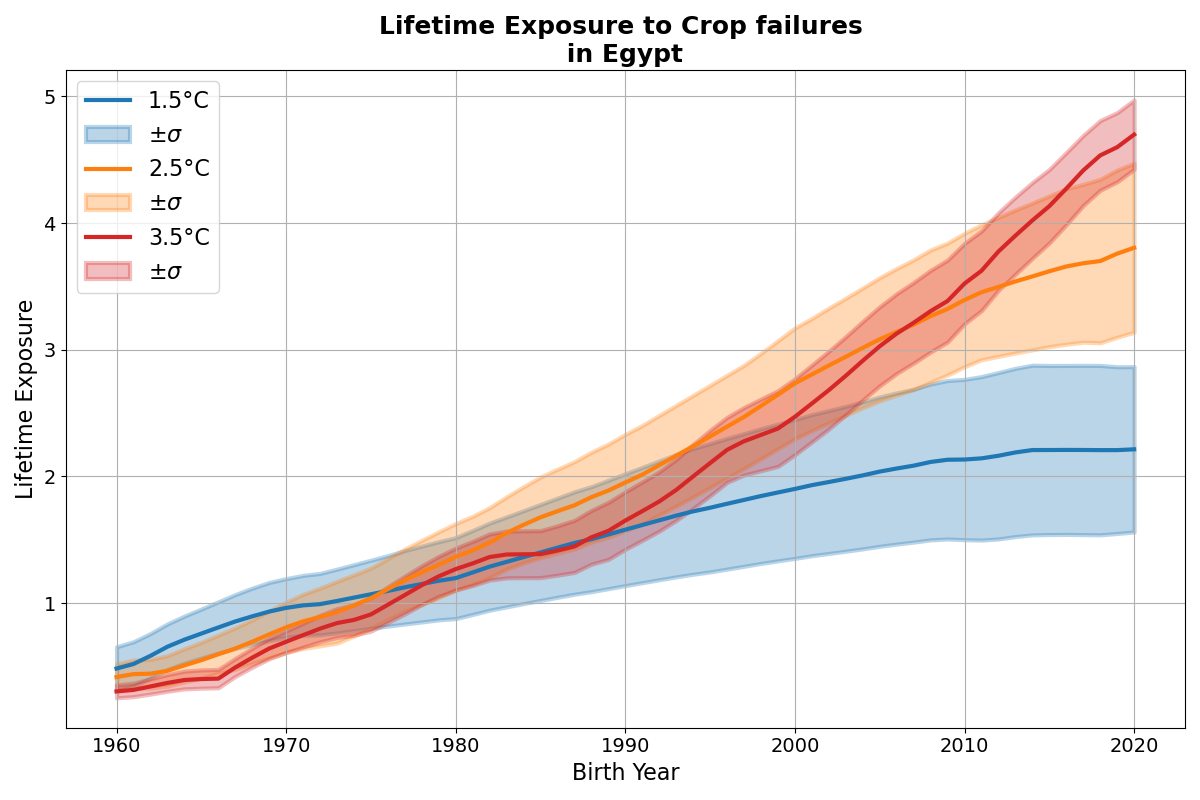 Lifetime Exposure to Crop failures
in Egypt
1.5°C
±σ
2.5°C
±σ
3.5°C
±σ
Lifetime Exposure
5
4
3
2
1
1960 1970 1980 1990 2000 2010 2020
Birth Year